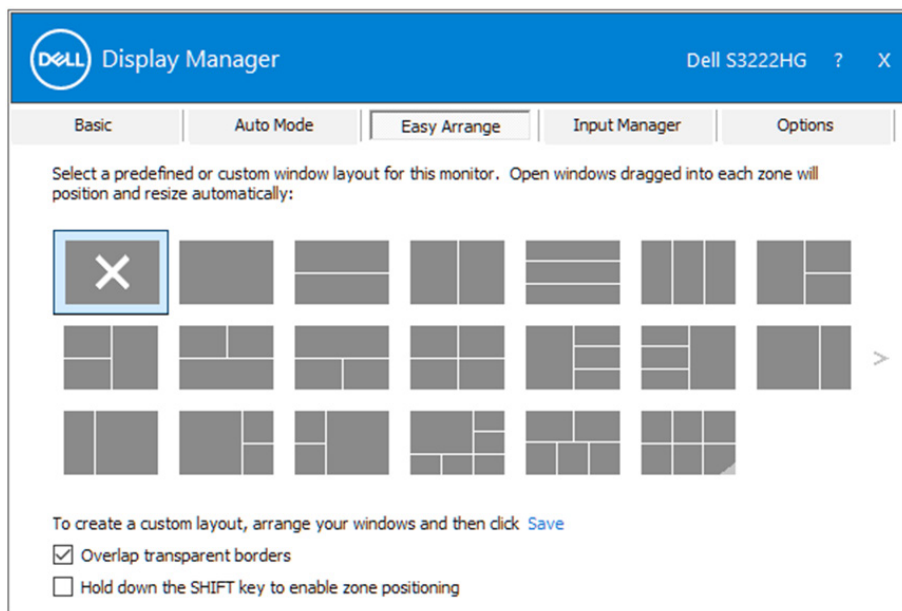 DELL Display Manager Dell S3222HG ? X
Basic Auto Mode Easy Arrange Input Manager Options
Select a predefined or custom window layout for this monitor. Open windows dragged into each zone will
position and resize automatically:
>
To create a custom layout, arrange your windows and then click Save
Overlap transparent borders
Hold down the SHIFT key to enable zone positioning